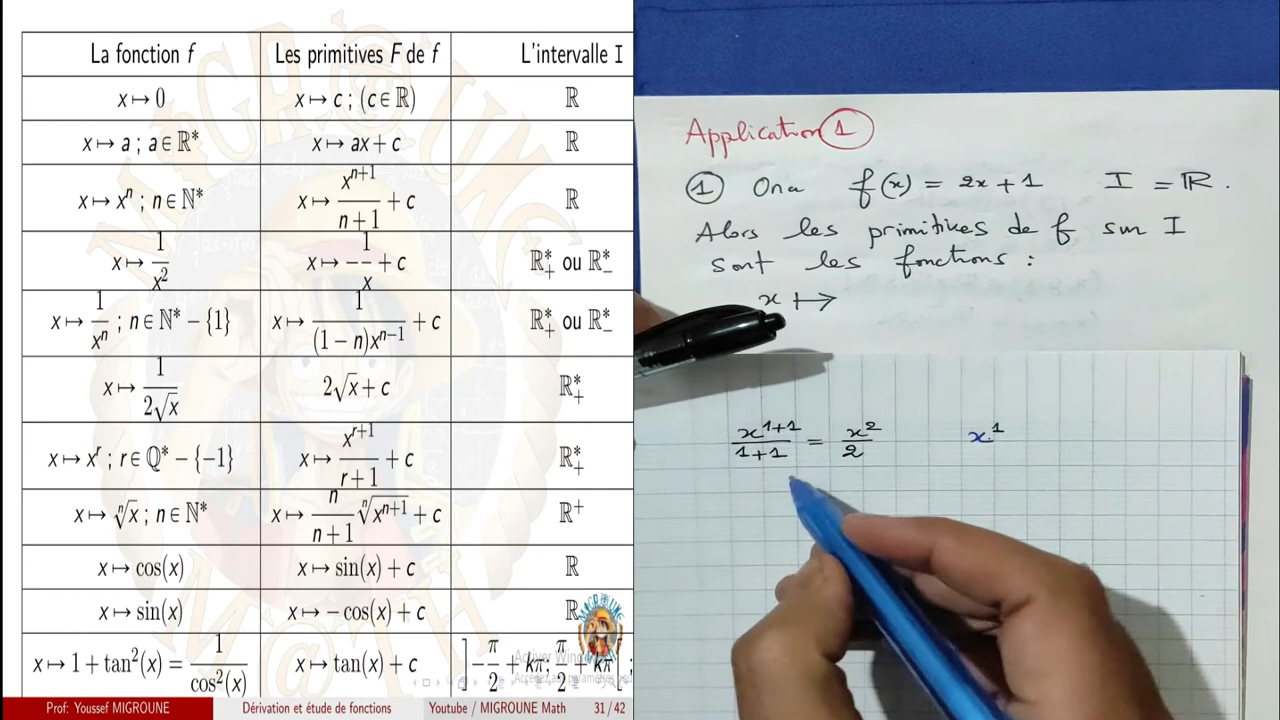 La fonction f Les primitives F de f L'intervalle I
x ↦ 0 x ↦ c ; (c ∈ ℝ) ℝ
x ↦ a ; a ∈ ℝ* x ↦ ax + c ℝ
x ↦ xⁿ ; n ∈ ℕ* x ↦ xⁿ⁺¹/(n+1) + c ℝ
x ↦ 1/x² x ↦ −1/x + c ℝ*₊ ou ℝ*₋
x ↦ 1/xⁿ ; n ∈ ℕ* − {1} x ↦ 1/((1 − n)xⁿ⁻¹) + c ℝ*₊ ou ℝ*₋
x ↦ 1/(2√x) 2√x + c ℝ*₊
x ↦ xʳ ; r ∈ ℚ* − {−1} x ↦ xʳ⁺¹/(r+1) + c ℝ*₊
x ↦ ⁿ√x ; n ∈ ℕ* x ↦ n/(n+1) ⁿ√(xⁿ⁺¹) + c ℝ⁺
x ↦ cos(x) x ↦ sin(x) + c ℝ
x ↦ sin(x) x ↦ −cos(x) + c ℝ
x ↦ 1 + tan²(x) = 1/cos²(x) x ↦ tan(x) + c ]−π/2 + kπ; π/2 + kπ[ ;
Prof: Youssef MIGROUNE Dérivation et étude de fonctions Youtube / MIGROUNE Math 31 / 42
Application 1
1 On a f(x) = 2x + 1 I = ℝ.
Alors les primitives de f sur I
sont les fonctions :
x ↦
x¹⁺¹/(1+1) = x²/2 x¹